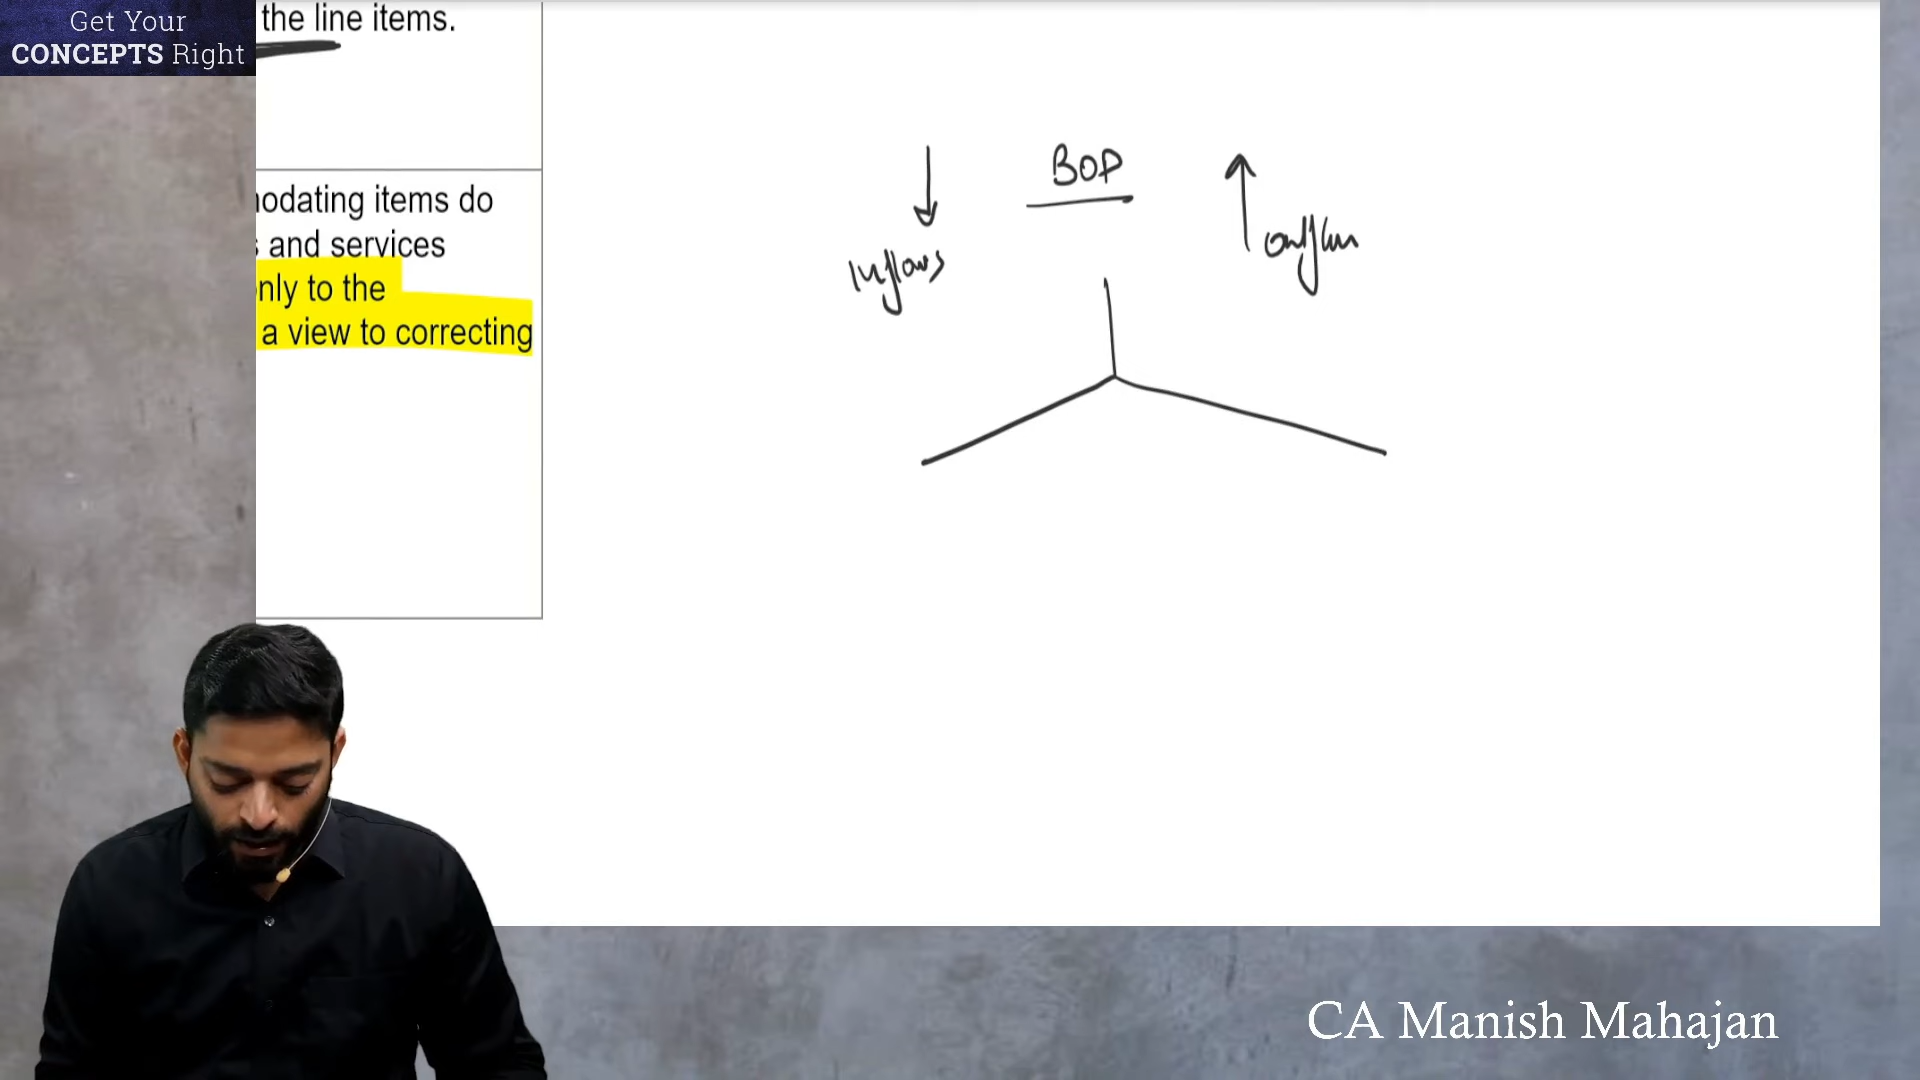 Get Your
CONCEPTS Right
the line items.
odating items do
and services
nly to the
a view to correcting
BOP
Inflows
outflow
CA Manish Mahajan